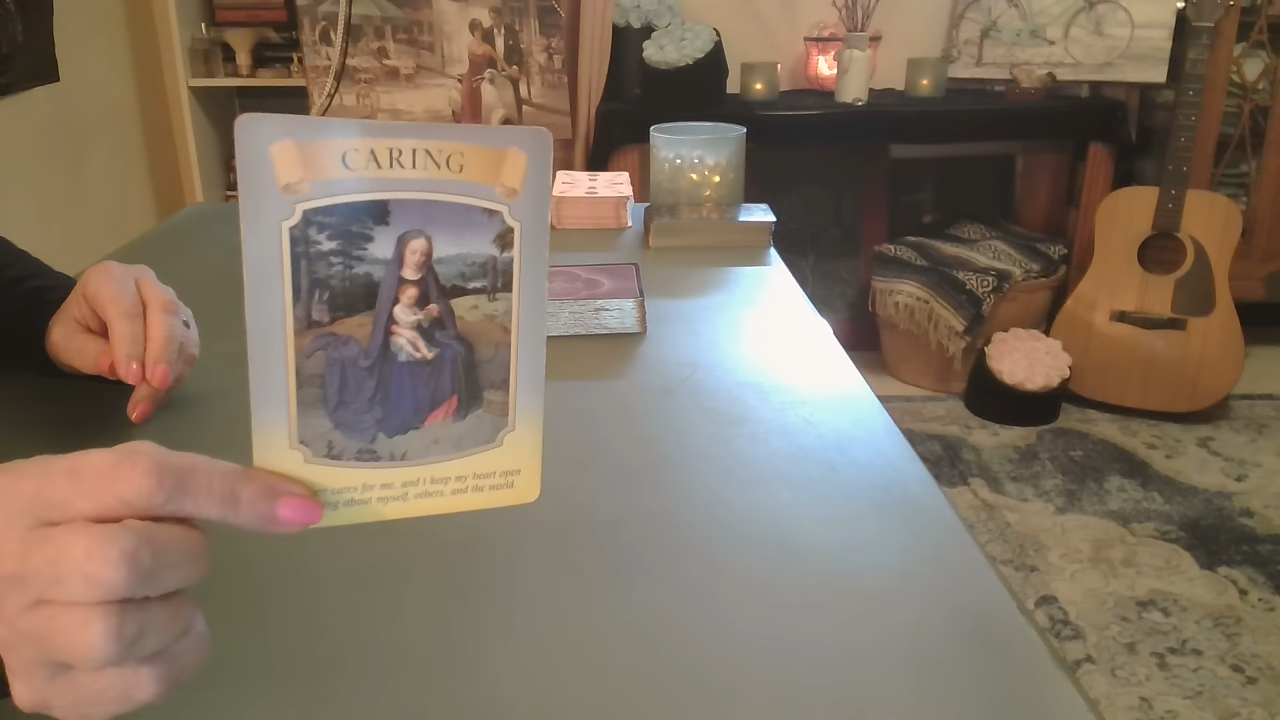 CARING
cares for me, and I keep my heart open
about myself, others, and the world.